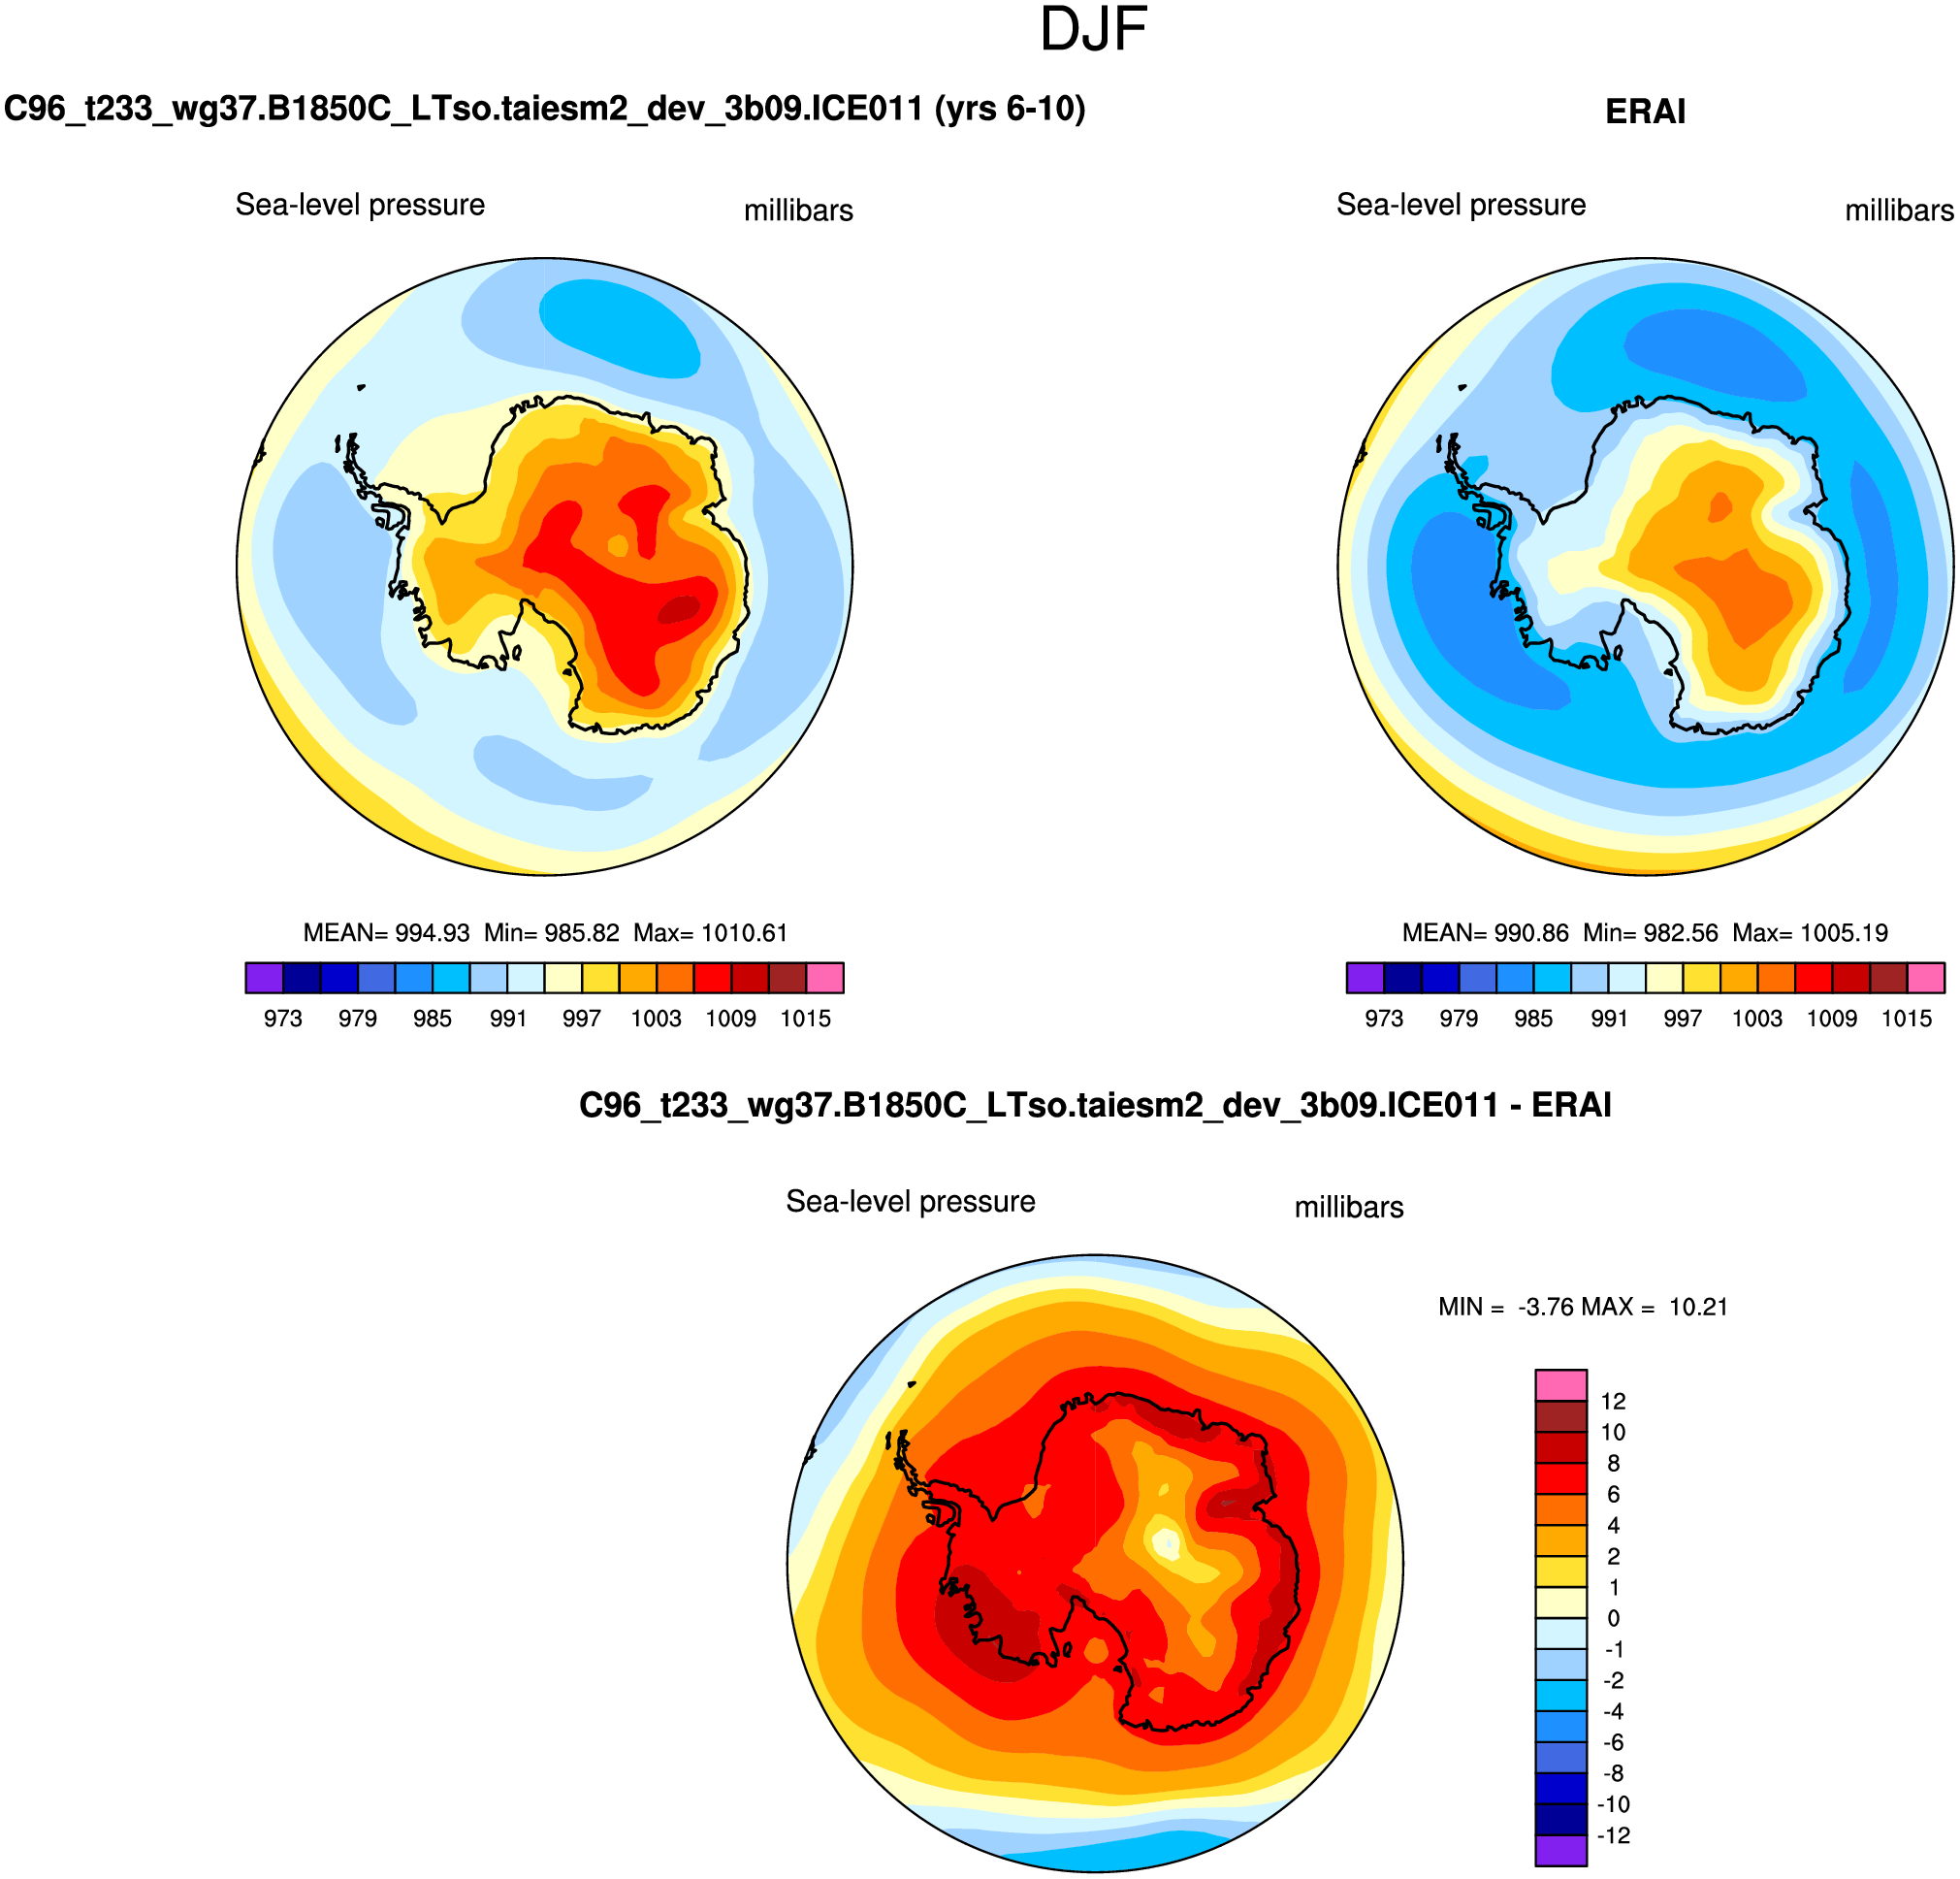 DJF
C96_t233_wg37.B1850C_LTso.taiesm2_dev_3b09.ICE011 (yrs 6-10)
ERAI
Sea-level pressure millibars
Sea-level pressure millibars
MEAN= 994.93 Min= 985.82 Max= 1010.61
973 979 985 991 997 1003 1009 1015
MEAN= 990.86 Min= 982.56 Max= 1005.19
973 979 985 991 997 1003 1009 1015
C96_t233_wg37.B1850C_LTso.taiesm2_dev_3b09.ICE011 - ERAI
Sea-level pressure millibars
MIN = -3.76 MAX = 10.21
12
10
8
6
4
2
1
0
-1
-2
-4
-6
-8
-10
-12